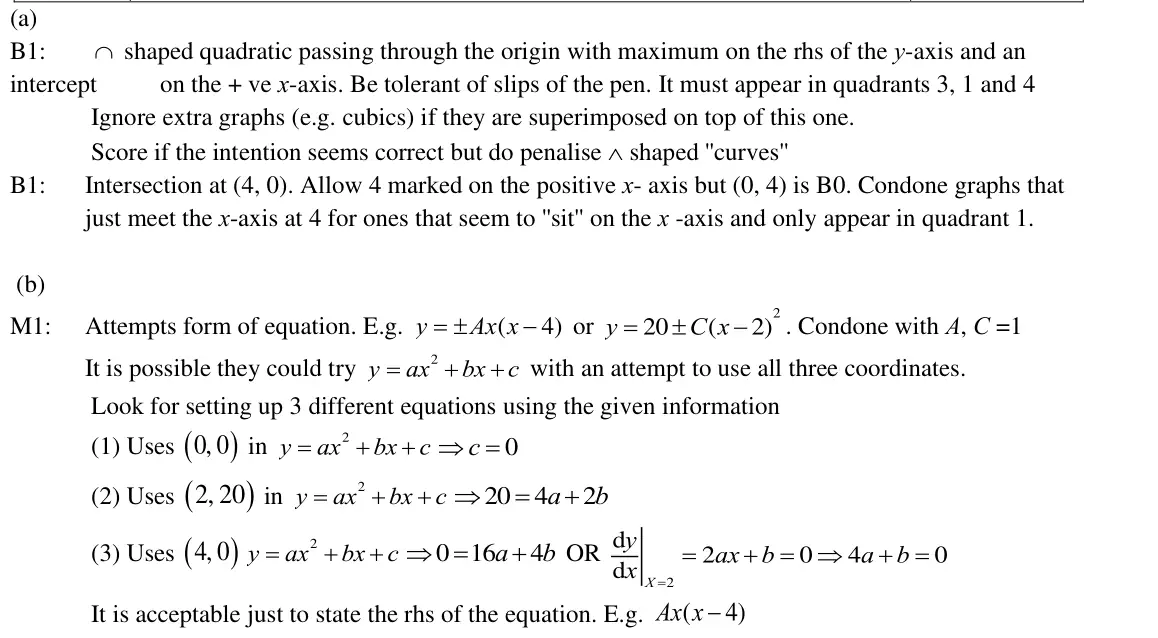 (a)
B1: ∩ shaped quadratic passing through the origin with maximum on the rhs of the y-axis and an
intercept on the + ve x-axis. Be tolerant of slips of the pen. It must appear in quadrants 3, 1 and 4
Ignore extra graphs (e.g. cubics) if they are superimposed on top of this one.
Score if the intention seems correct but do penalise ∧ shaped "curves"
B1: Intersection at (4, 0). Allow 4 marked on the positive x- axis but (0, 4) is B0. Condone graphs that
just meet the x-axis at 4 for ones that seem to "sit" on the x -axis and only appear in quadrant 1.
(b)
M1: Attempts form of equation. E.g. y = ±Ax(x − 4) or y = 20 ± C(x − 2)². Condone with A, C =1
It is possible they could try y = ax² + bx + c with an attempt to use all three coordinates.
Look for setting up 3 different equations using the given information
(1) Uses (0, 0) in y = ax² + bx + c ⇒ c = 0
(2) Uses (2, 20) in y = ax² + bx + c ⇒ 20 = 4a + 2b
(3) Uses (4, 0) y = ax² + bx + c ⇒ 0 = 16a + 4b OR dy/dx|X=2 = 2ax + b = 0 ⇒ 4a + b = 0
It is acceptable just to state the rhs of the equation. E.g. Ax(x − 4)